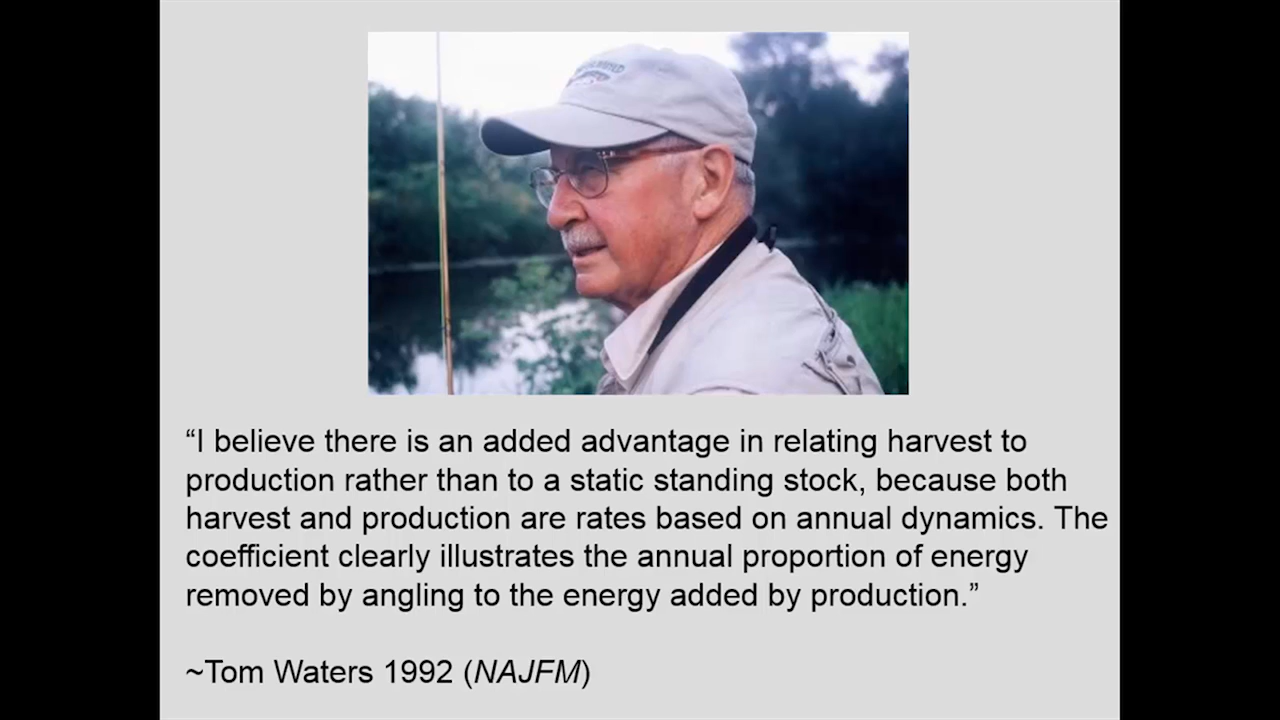 “I believe there is an added advantage in relating harvest to
production rather than to a static standing stock, because both
harvest and production are rates based on annual dynamics. The
coefficient clearly illustrates the annual proportion of energy
removed by angling to the energy added by production.”
~Tom Waters 1992 (NAJFM)